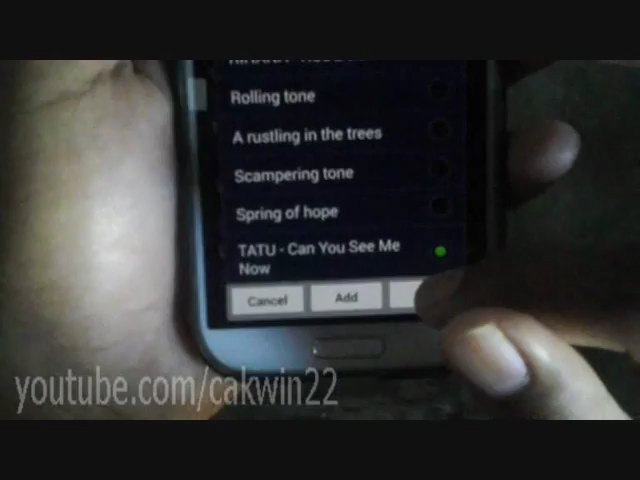 Rolling tone
A rustling in the trees
Scampering tone
Spring of hope
TATU - Can You See Me
Now
Cancel
Add
youtube.com/cakwin22